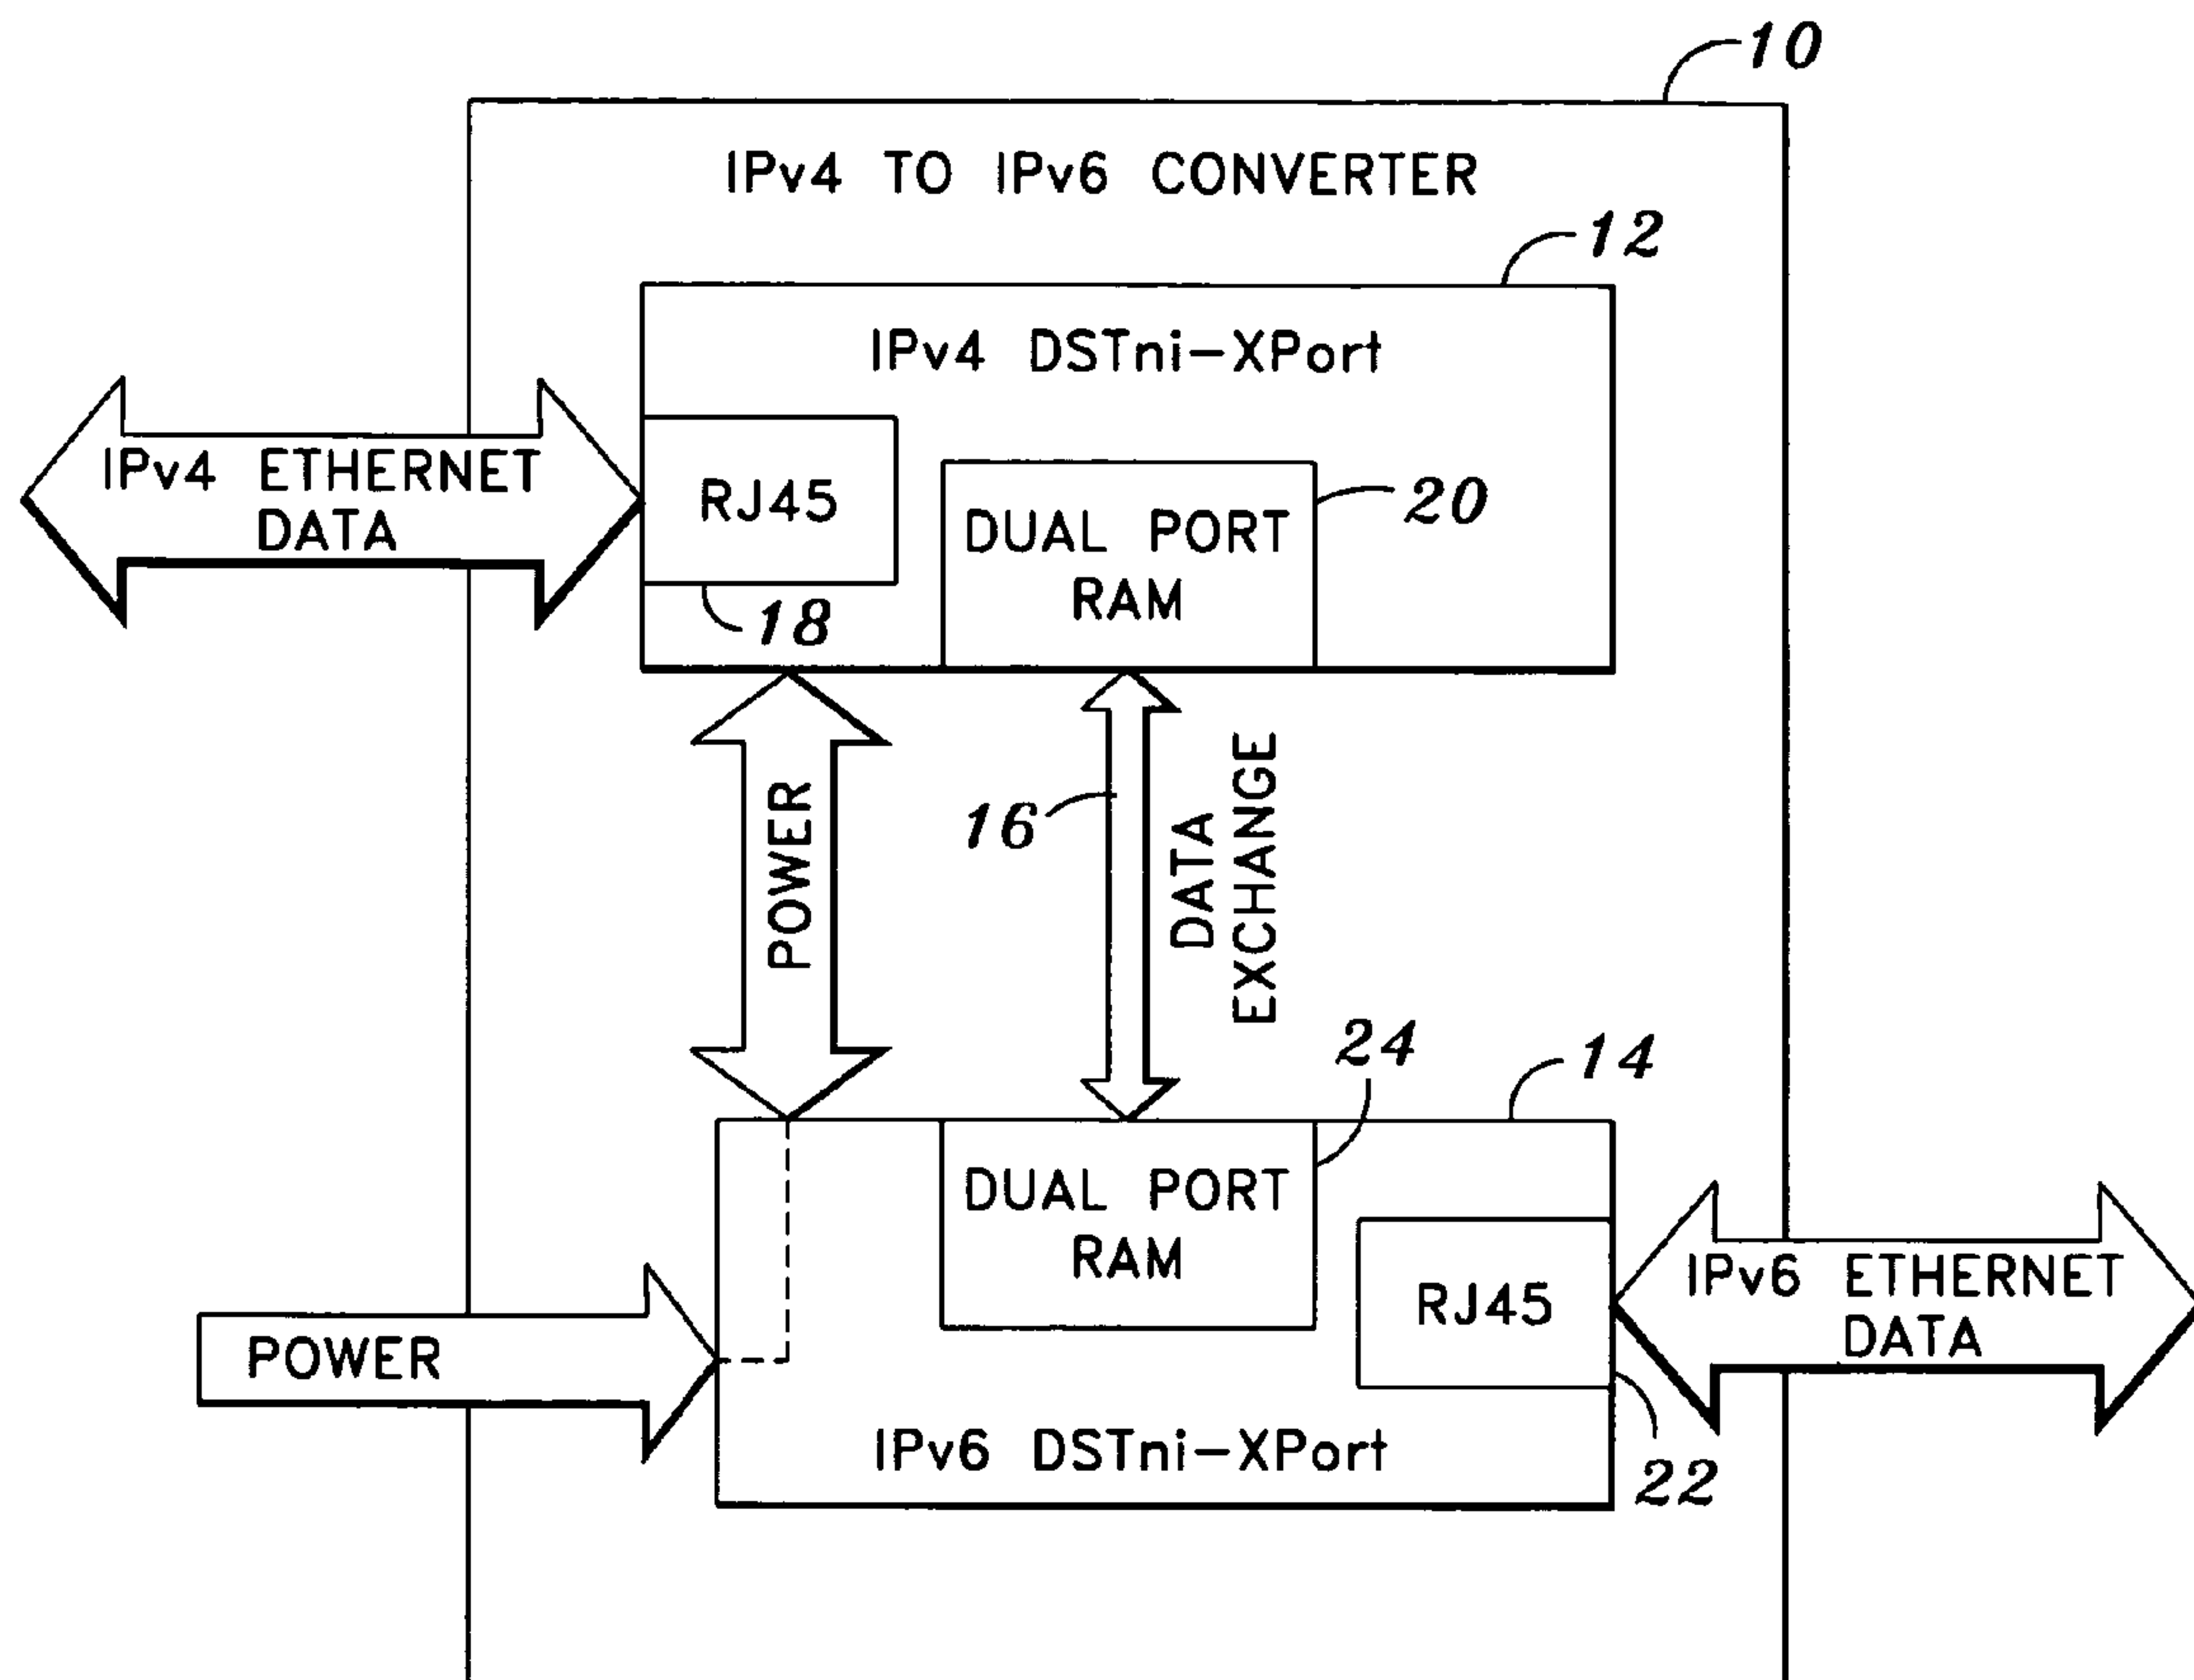 10
IPv4 TO IPv6 CONVERTER
12
IPv4 DSTni-XPort
IPv4 ETHERNET
DATA
RJ45
18
DUAL PORT
RAM
20
POWER
16
DATA
EXCHANGE
24
14
DUAL PORT
RAM
RJ45
IPv6 ETHERNET
DATA
POWER
IPv6 DSTni-XPort
22